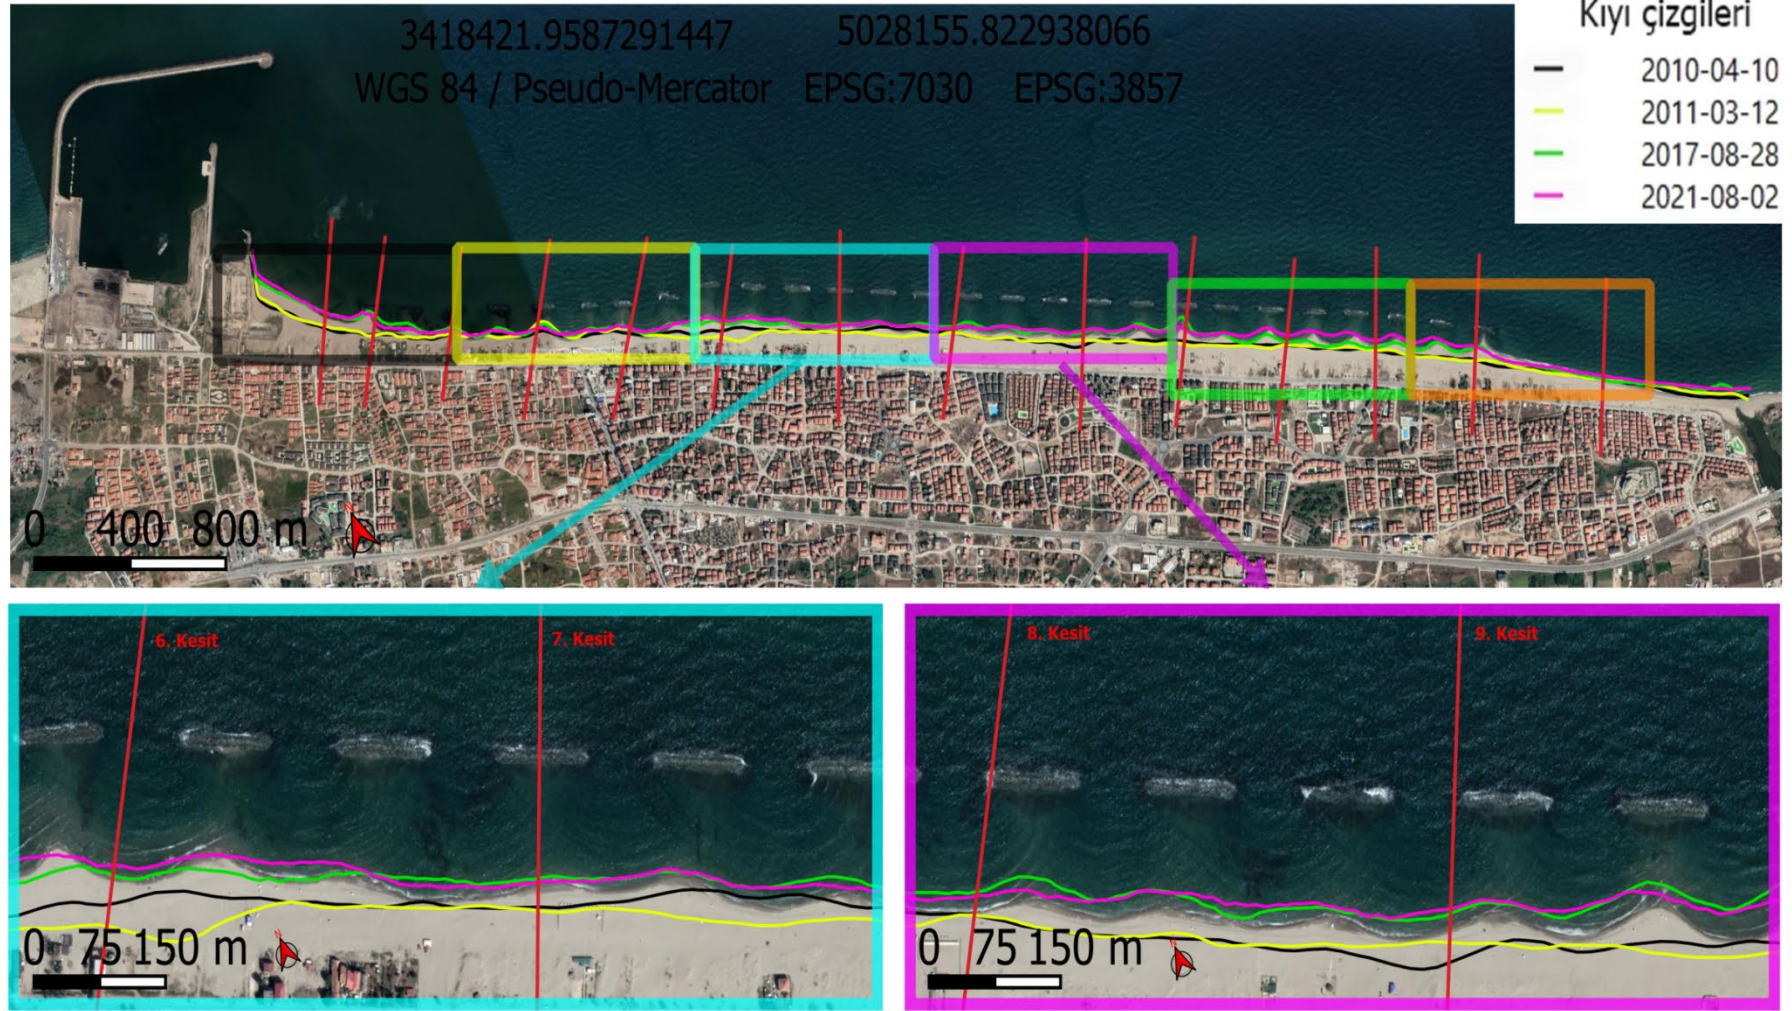 3418421.9587291447 5028155.822938066
WGS 84 / Pseudo-Mercator EPSG:7030 EPSG:3857
Kıyı çizgileri
2010-04-10
2011-03-12
2017-08-28
2021-08-02
0 400 800 m
N
6. Kesit
7. Kesit
0 75 150 m
8. Kesit
9. Kesit
0 75 150 m